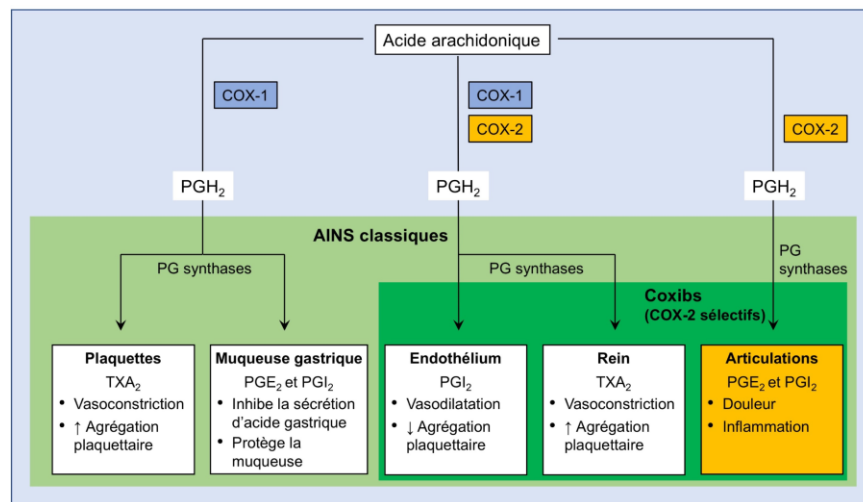 Acide arachidonique
COX-1
COX-1
COX-2
COX-2
PGH₂
PGH₂
PGH₂
AINS classiques
PG synthases
PG synthases
PG
synthases
Coxibs
(COX-2 sélectifs)
Plaquettes
TXA₂
• Vasoconstriction
• ↑ Agrégation
plaquettaire
Muqueuse gastrique
PGE₂ et PGI₂
• Inhibe la sécrétion
d'acide gastrique
• Protège la
muqueuse
Endothélium
PGI₂
• Vasodilatation
• ↓ Agrégation
plaquettaire
Rein
TXA₂
• Vasoconstriction
• ↑ Agrégation
plaquettaire
Articulations
PGE₂ et PGI₂
• Douleur
• Inflammation